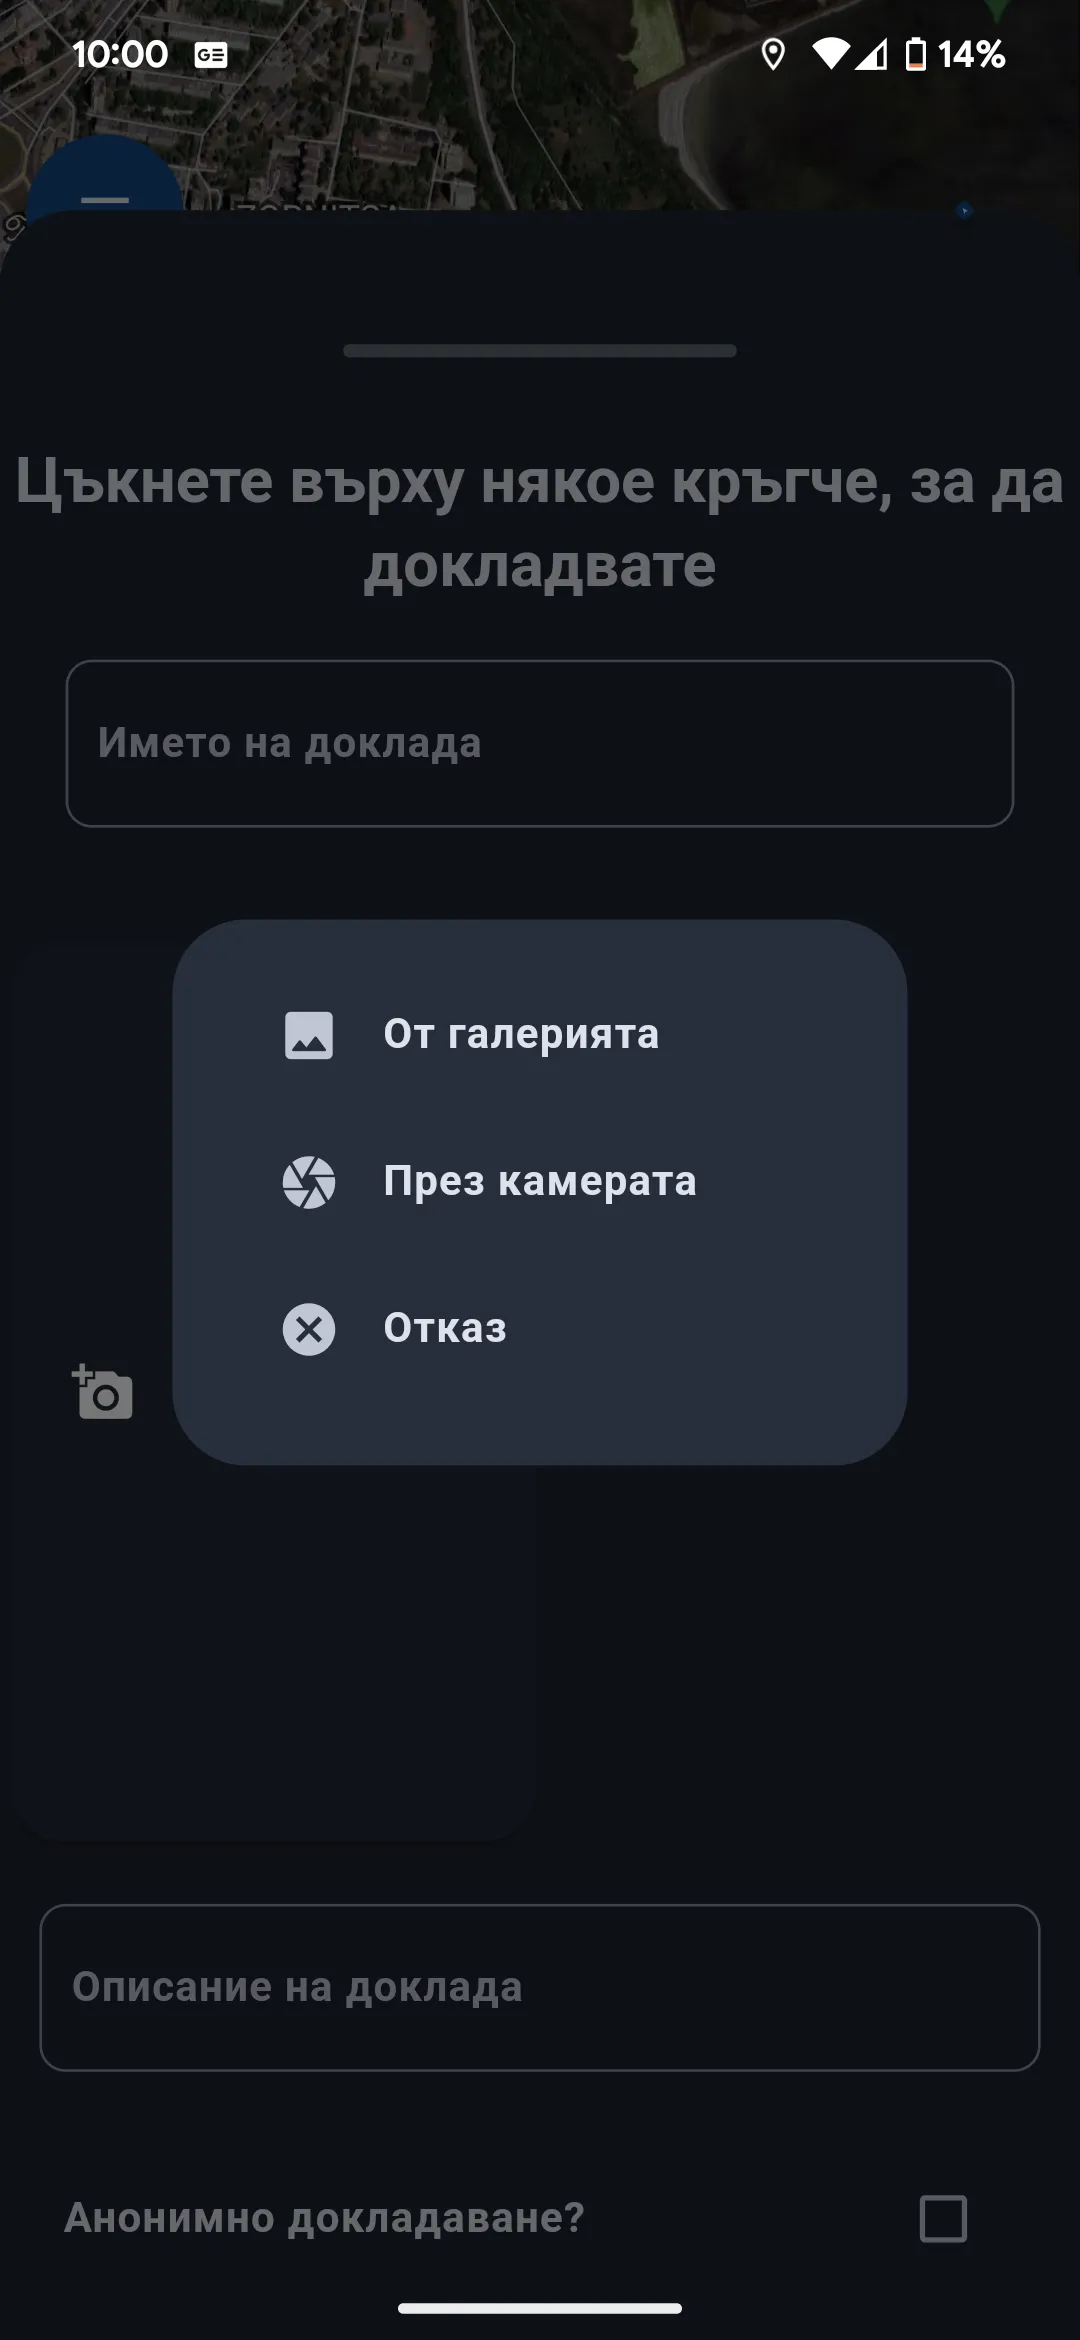 10:00
14%
Цъкнете върху някое кръгче, за да
докладвате
Името на доклада
От галерията
През камерата
Отказ
Описание на доклада
Анонимно докладаване?